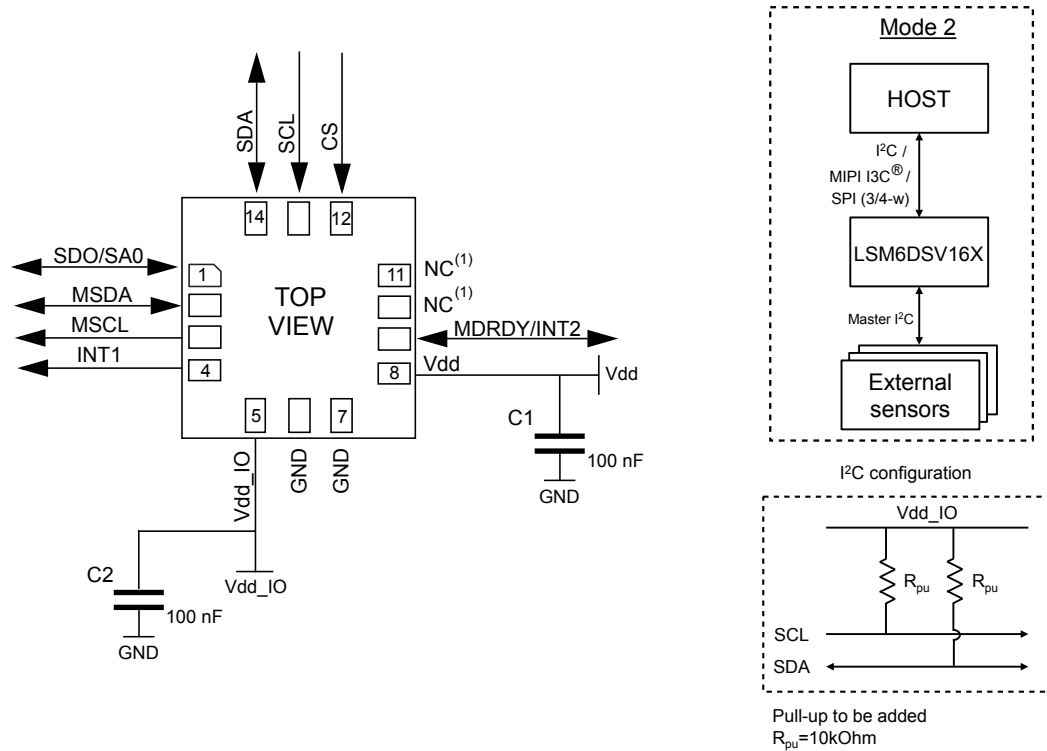 SDA
SCL
CS
14
12
SDO/SA0
MSDA
MSCL
INT1
1
4
TOP
VIEW
11
8
NC(1)
NC(1)
MDRDY/INT2
Vdd
Vdd
5
7
Vdd_IO
GND
GND
C1
100 nF
GND
C2
100 nF
GND
Vdd_IO
Mode 2
HOST
I²C /
MIPI I3C® /
SPI (3/4-w)
LSM6DSV16X
Master I²C
External
sensors
I²C configuration
Vdd_IO
Rpu
Rpu
SCL
SDA
Pull-up to be added
Rpu=10kOhm